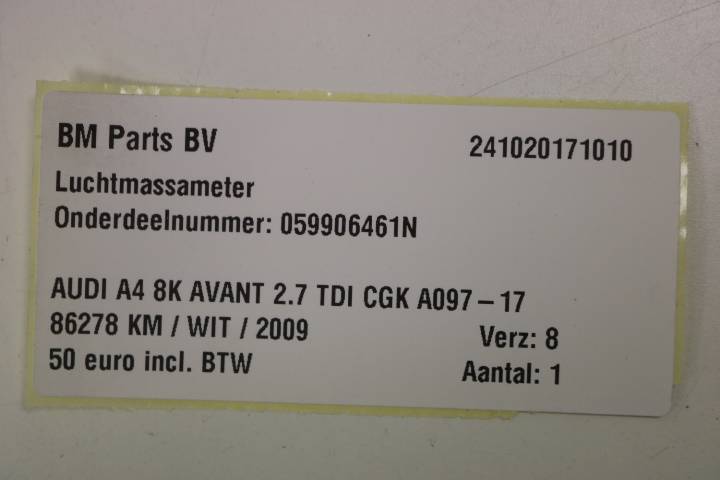 BM Parts BV 241020171010
Luchtmassameter
Onderdeelnummer: 059906461N
AUDI A4 8K AVANT 2.7 TDI CGK A097-17
86278 KM / WIT / 2009 Verz: 8
50 euro incl. BTW Aantal: 1